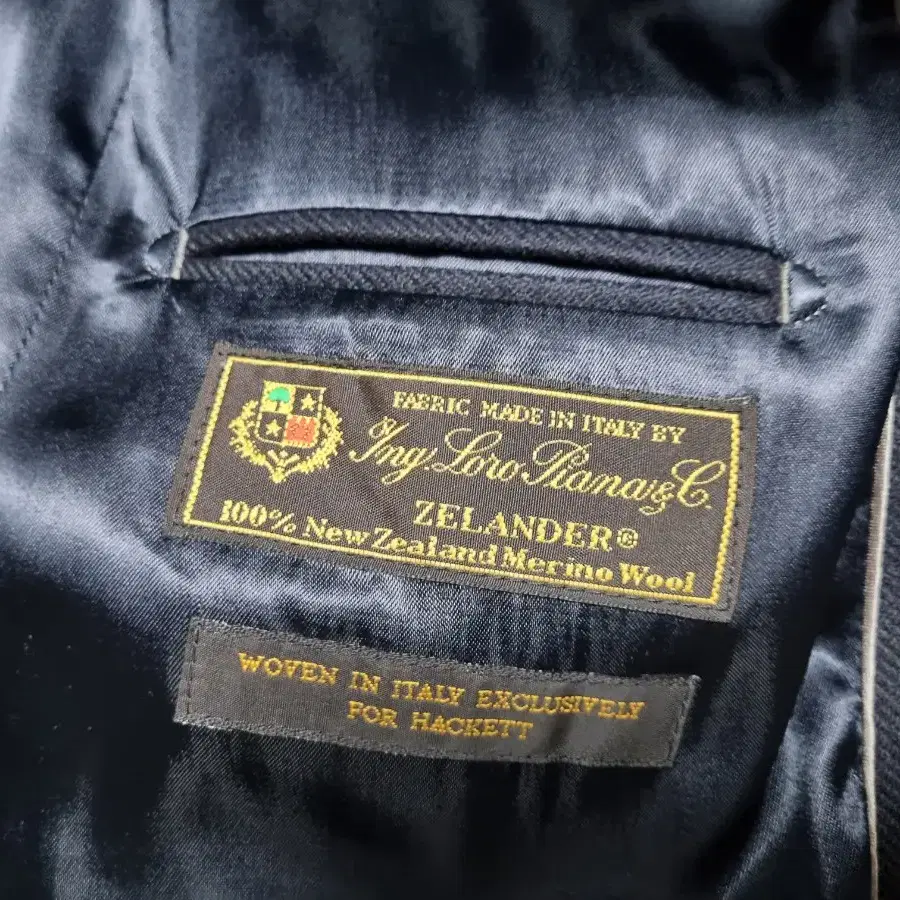 FABRIC MADE IN ITALY BY
Ing. Loro Piana & C.
ZELANDER®
100% New Zealand Merino Wool
WOVEN IN ITALY EXCLUSIVELY
FOR HACKETT